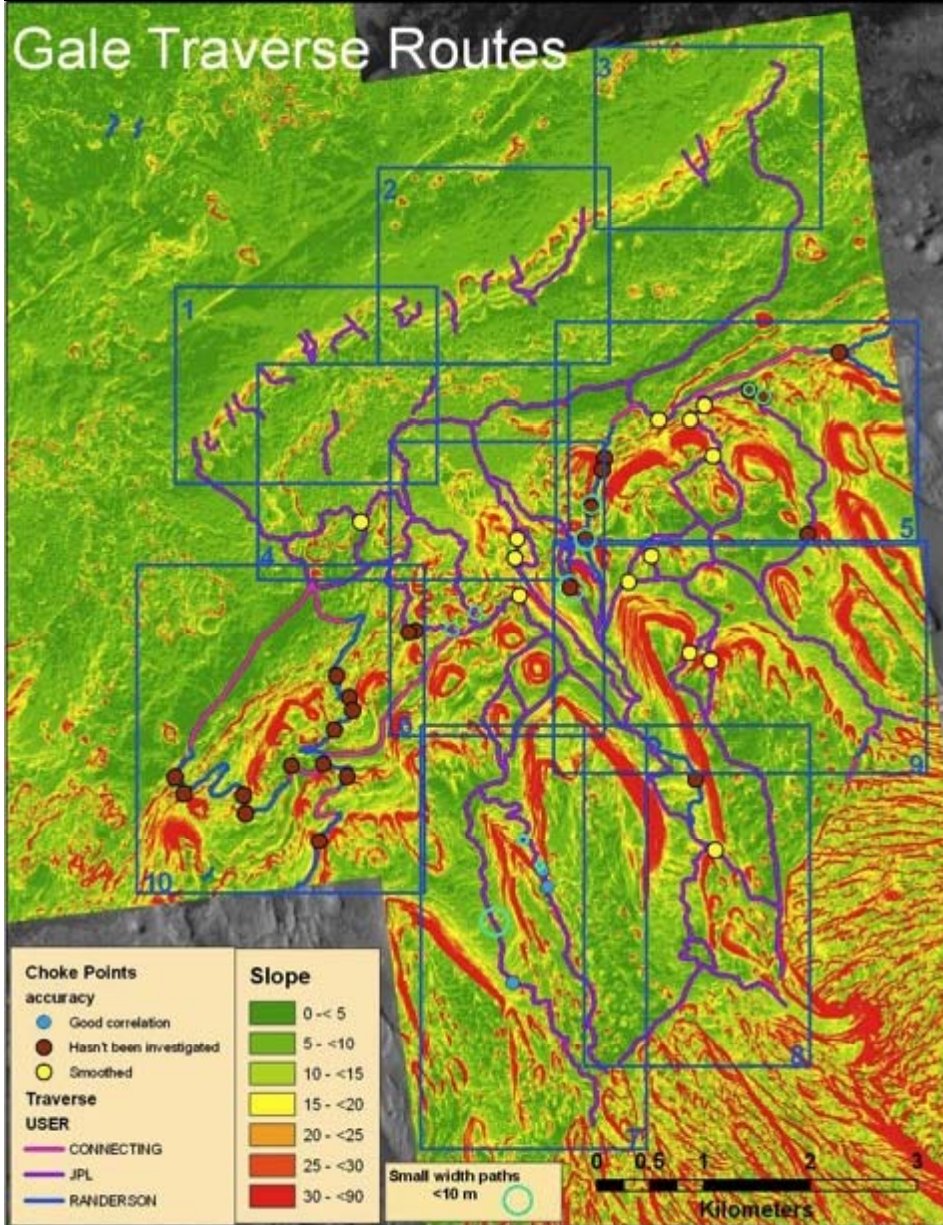 Gale Traverse Routes
3
2
1
5
4
6
9
10
8
7
Choke Points
accuracy
Good correlation
Hasn't been investigated
Smoothed
Traverse
USER
CONNECTING
JPL
RANDERSON
Slope
0 -< 5
5 - <10
10 - <15
15 - <20
20 - <25
25 - <30
30 - <90
Small width paths
<10 m
0 0.5 1 2 3
Kilometers